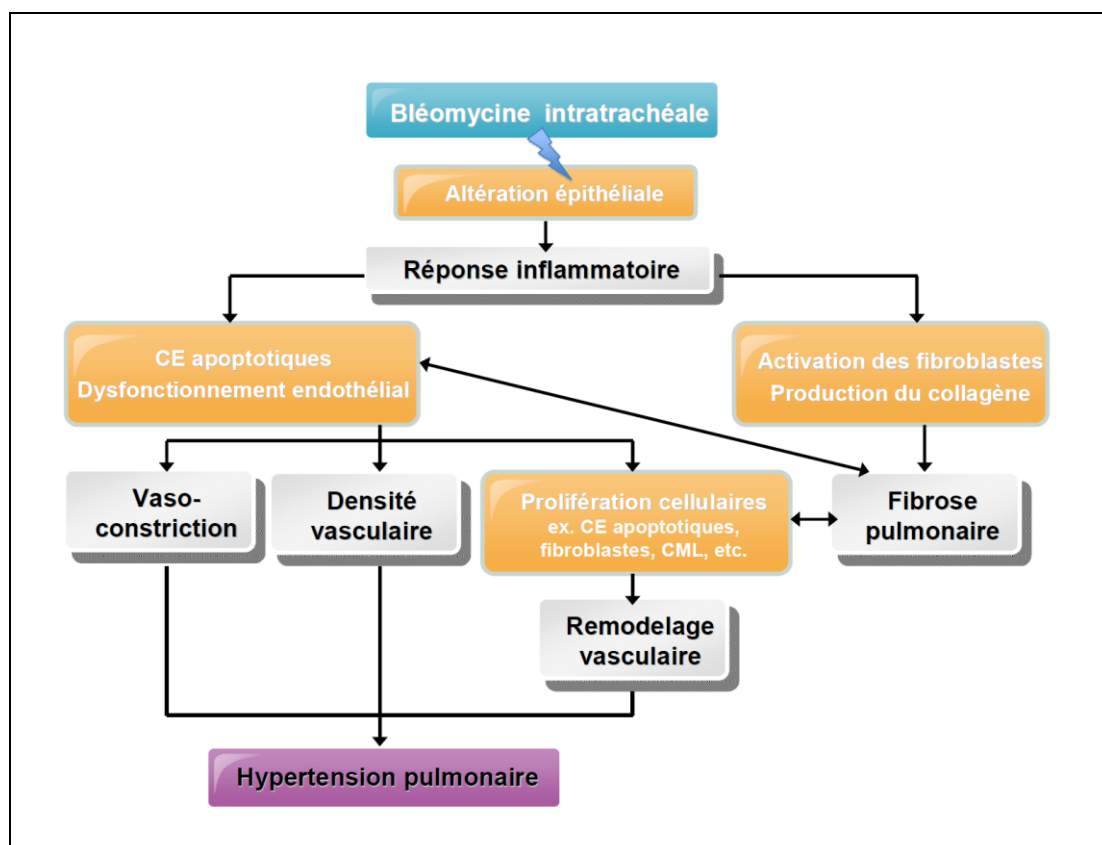 Bléomycine intratrachéale
Altération épithéliale
Réponse inflammatoire
CE apoptotiques
Dysfonctionnement endothélial
Activation des fibroblastes
Production du collagène
Vaso-
constriction
Densité
vasculaire
Prolifération cellulaires
ex. CE apoptotiques,
fibroblastes, CML, etc.
Fibrose
pulmonaire
Remodelage
vasculaire
Hypertension pulmonaire